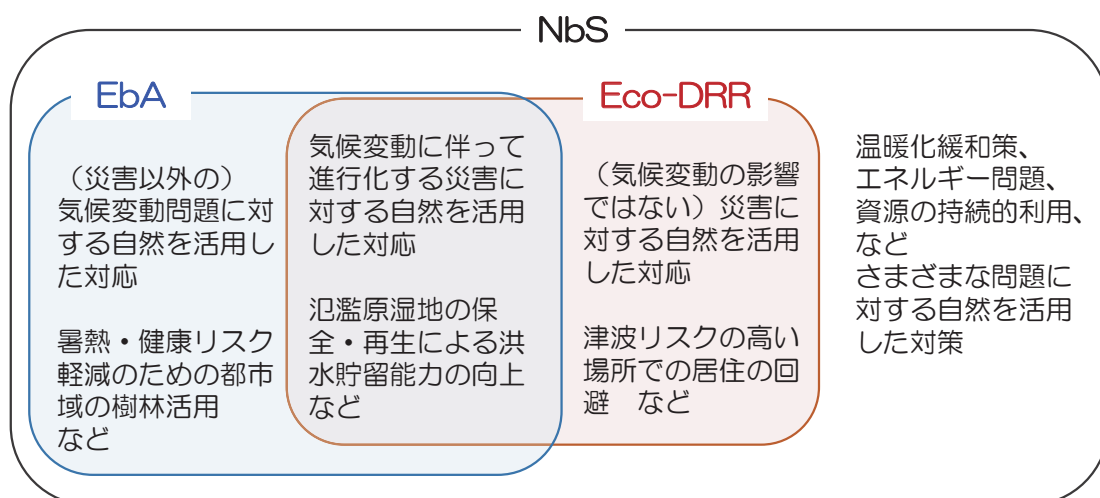 NbS
EbA
Eco-DRR
（災害以外の）
気候変動問題に対
する自然を活用し
た対応
暑熱・健康リスク
軽減のための都市
域の樹林活用
など
気候変動に伴って
進行化する災害に
対する自然を活用
した対応
氾濫原湿地の保
全・再生による洪
水貯留能力の向上
など
（気候変動の影響
ではない）災害に
対する自然を活用
した対応
津波リスクの高い
場所での居住の回
避　など
温暖化緩和策、
エネルギー問題、
資源の持続的利用、
など
さまざまな問題に
対する自然を活用
した対策